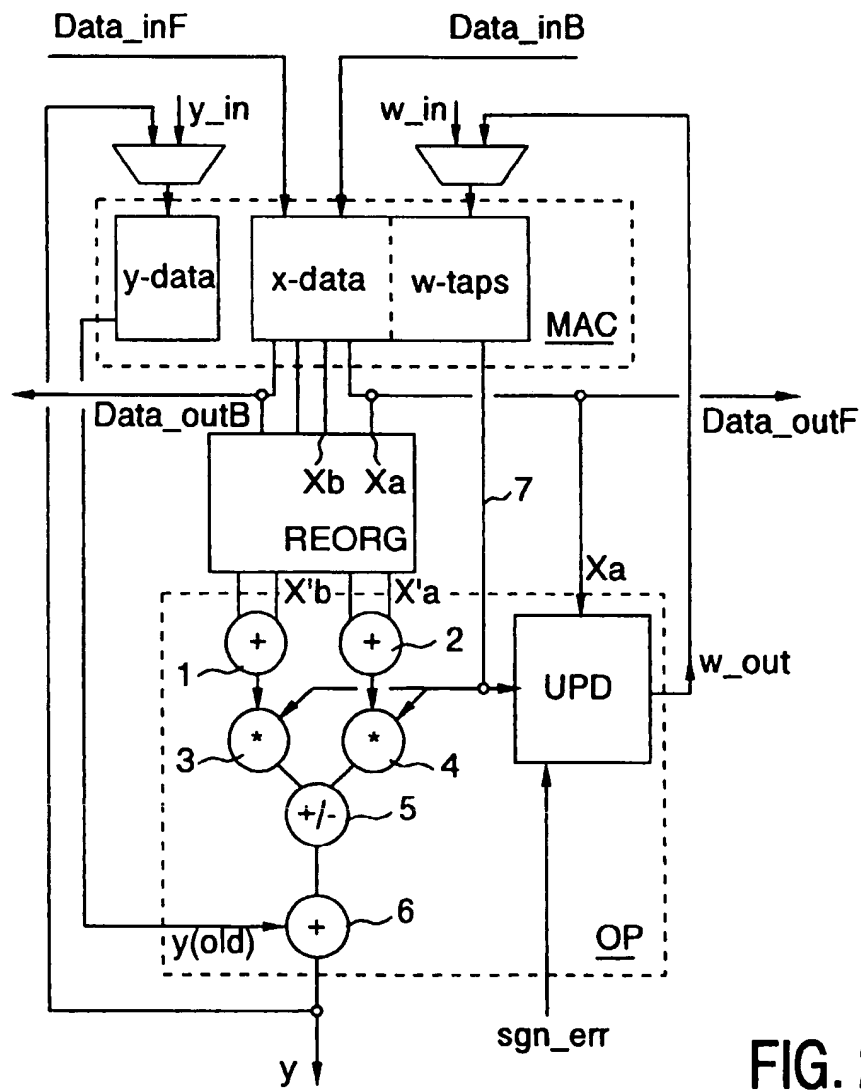 Data_inF
Data_inB
y_in
w_in
y-data
x-data
w-taps
MAC
Data_outB
Data_outF
Xb
Xa
7
REORG
X'b
X'a
Xa
+
+
2
1
UPD
w_out
*
*
3
4
+/-
5
6
y(old)
+
OP
sgn_err
y
FIG.